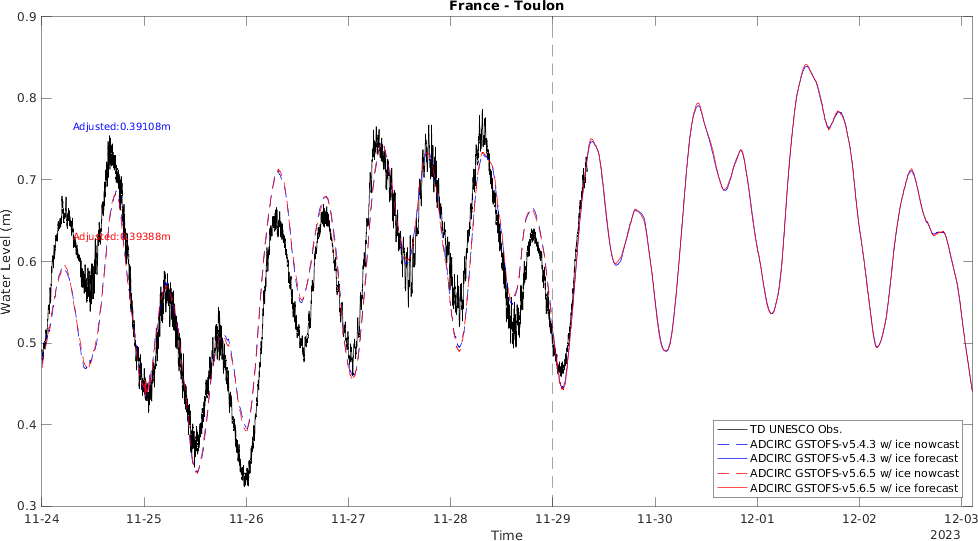 France - Toulon
Water Level (m)
0.9
0.8
0.7
0.6
0.5
0.4
0.3
Adjusted:0.39108m
Adjusted:0.39388m
TD UNESCO Obs.
ADCIRC GSTOFS-v5.4.3 w/ ice nowcast
ADCIRC GSTOFS-v5.4.3 w/ ice forecast
ADCIRC GSTOFS-v5.6.5 w/ ice nowcast
ADCIRC GSTOFS-v5.6.5 w/ ice forecast
11-24 11-25 11-26 11-27 11-28 11-29 11-30 12-01 12-02 12-03
Time
2023